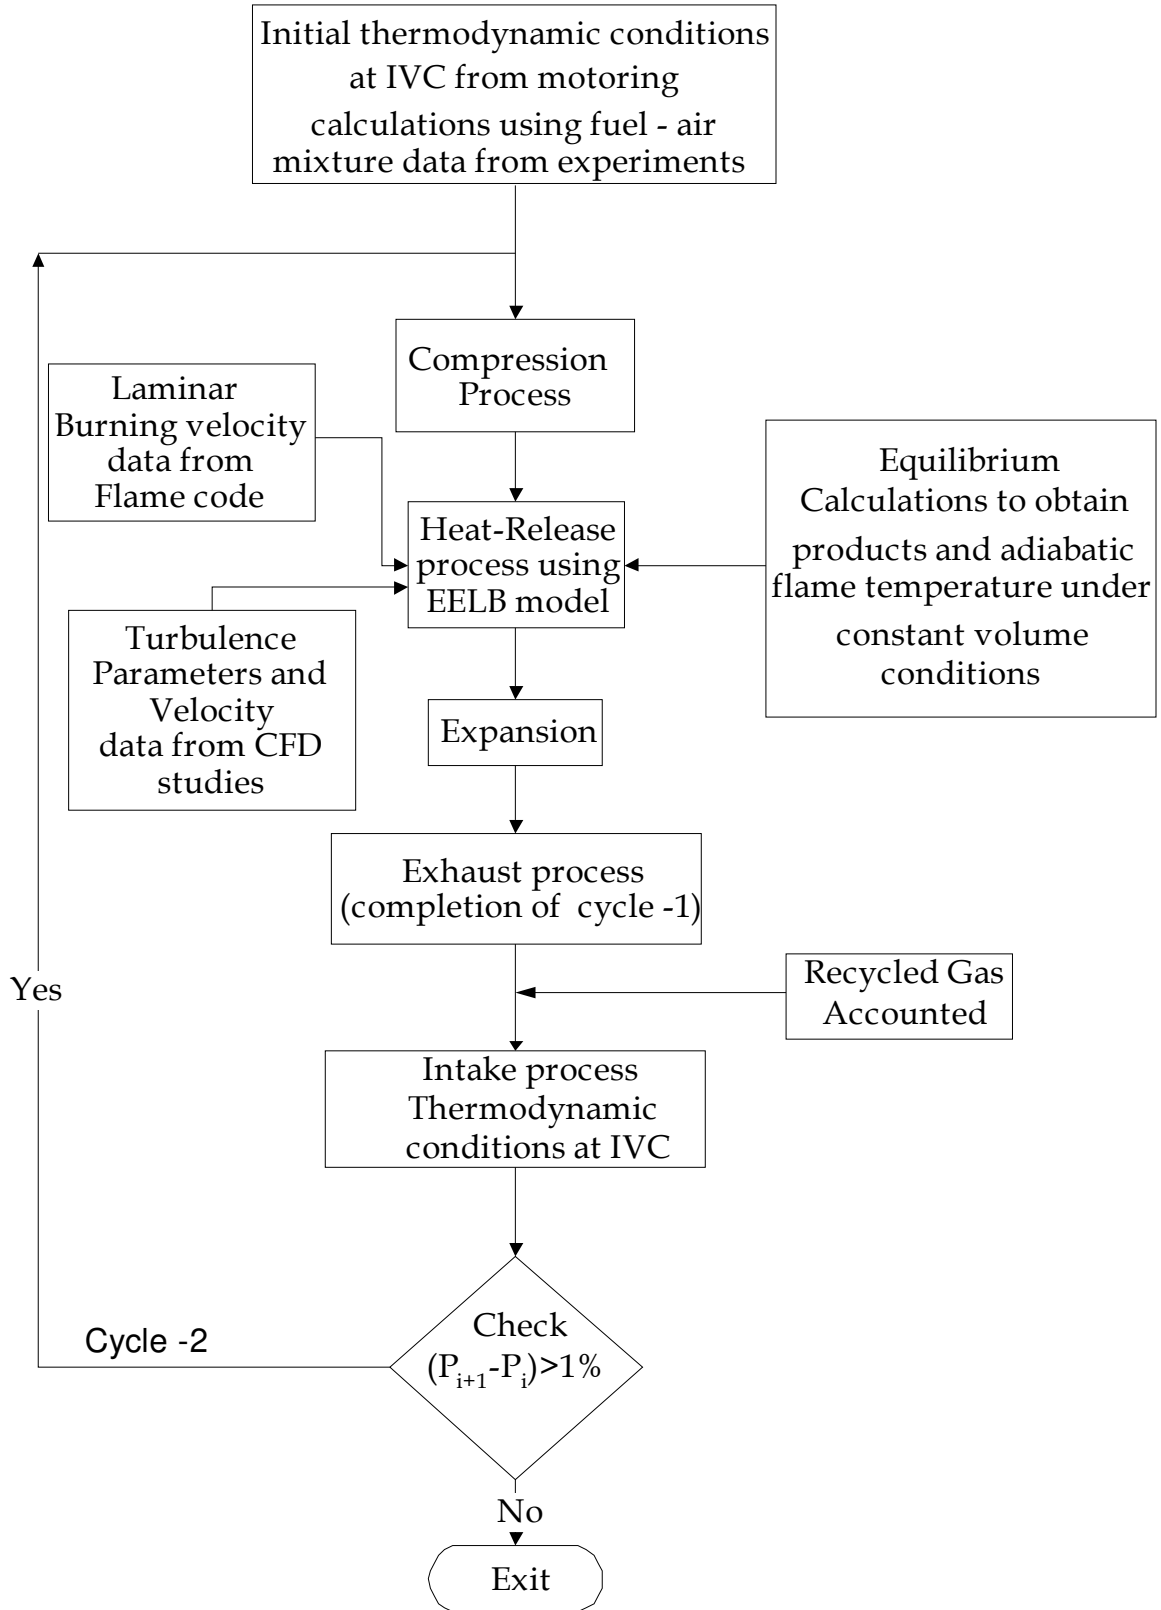 Initial thermodynamic conditions
at IVC from motoring
calculations using fuel - air
mixture data from experiments
Compression
Process
Laminar
Burning velocity
data from
Flame code
Equilibrium
Calculations to obtain
products and adiabatic
flame temperature under
constant volume
conditions
Heat-Release
process using
EELB model
Turbulence
Parameters and
Velocity
data from CFD
studies
Expansion
Exhaust process
(completion of cycle -1)
Yes
Recycled Gas
Accounted
Intake process
Thermodynamic
conditions at IVC
Cycle -2
Check
(Pi+1-Pi)>1%
No
Exit